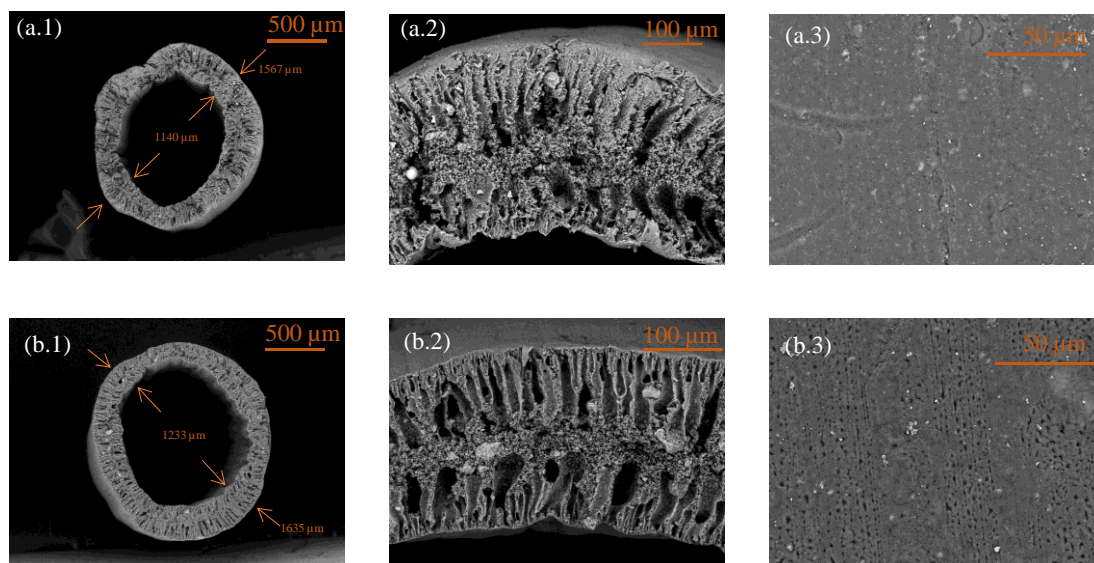 (a.1)
500 µm
1567 µm
1140 µm
(a.2)
100 µm
(a.3)
50 µm
(b.1)
500 µm
1233 µm
1635 µm
(b.2)
100 µm
(b.3)
50 µm